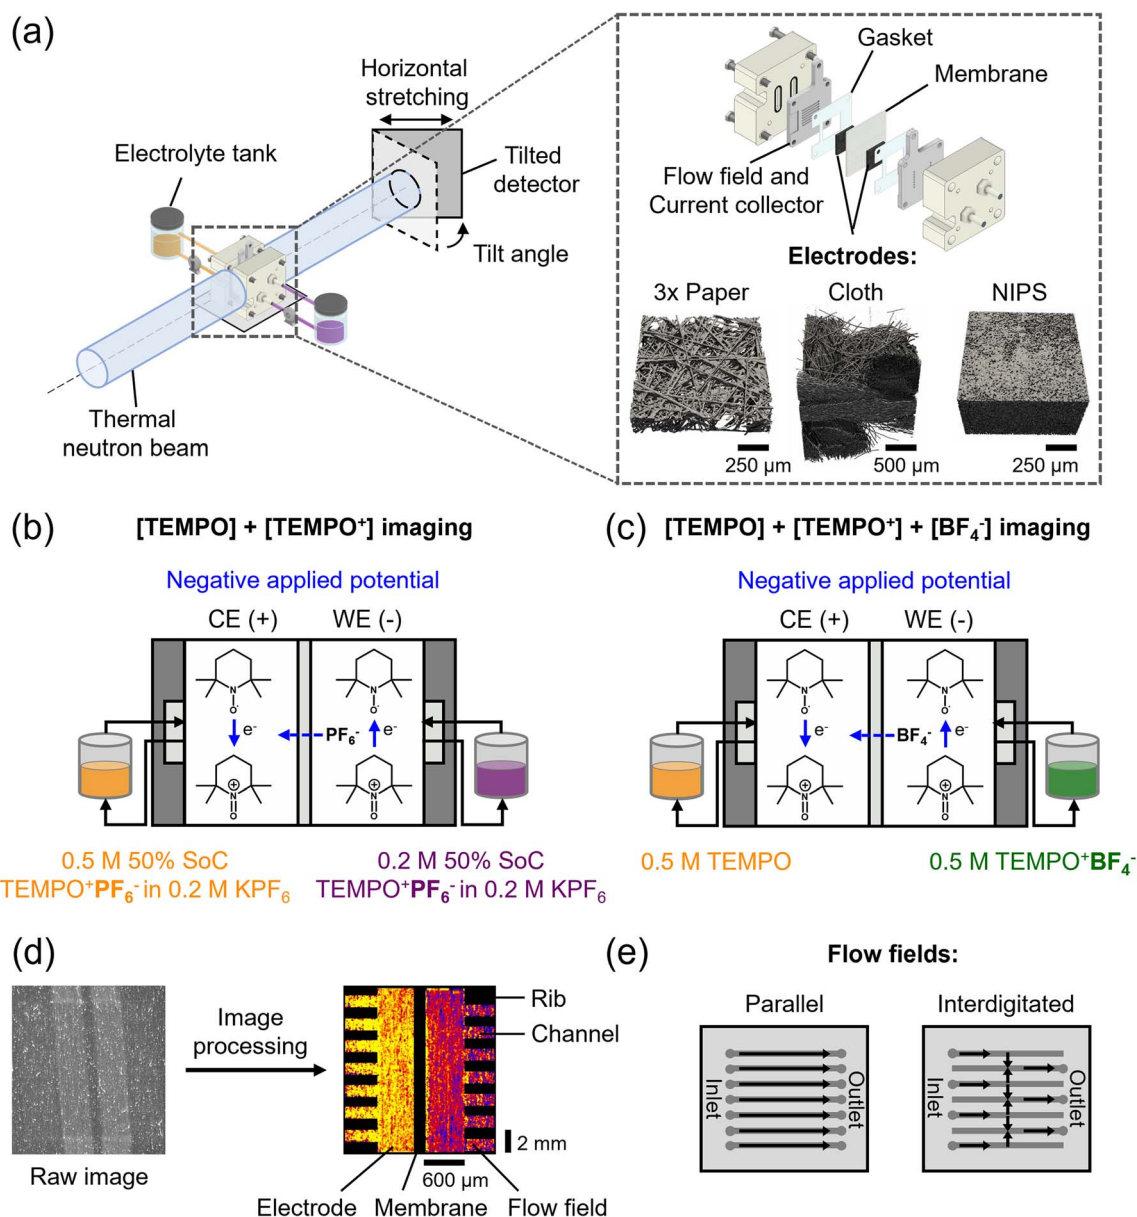 (a)
Horizontal
stretching
Electrolyte tank
Tilted
detector
Tilt angle
Thermal
neutron beam
Gasket
Membrane
Flow field and
Current collector
Electrodes:
3x Paper
Cloth
NIPS
250 µm
500 µm
250 µm
(b)
[TEMPO] + [TEMPO⁺] imaging
Negative applied potential
CE (+)
WE (-)
N
O·
N
O·
e⁻
PF₆⁻
e⁻
⊕
N
O
⊕
N
O
0.5 M 50% SoC
TEMPO⁺PF₆⁻ in 0.2 M KPF₆
0.2 M 50% SoC
TEMPO⁺PF₆⁻ in 0.2 M KPF₆
(c)
[TEMPO] + [TEMPO⁺] + [BF₄⁻] imaging
Negative applied potential
CE (+)
WE (-)
N
O·
N
O·
e⁻
BF₄⁻
e⁻
⊕
N
O
⊕
N
O
0.5 M TEMPO
0.5 M TEMPO⁺BF₄⁻
(d)
Image
processing
Raw image
Rib
Channel
2 mm
600 µm
Electrode
Membrane
Flow field
(e)
Flow fields:
Parallel
Inlet
Outlet
Interdigitated
Inlet
Outlet